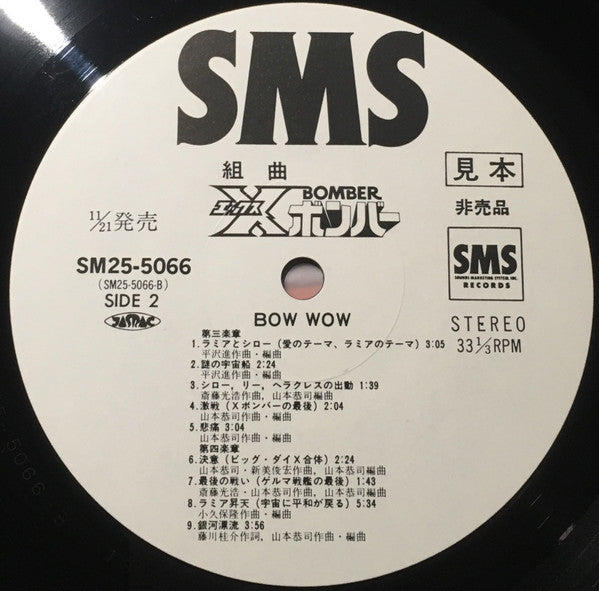 SMS
組曲
見本
エックス X BOMBER ボンバー
非売品
11/21発売
SM25-5066
(SM25-5066-B)
SIDE 2
JASRAC
SMS
SOUNDS MARKETING SYSTEM, INC.
RECORDS
BOW WOW
STEREO
33 1/3 RPM
第三楽章
1.ラミアとシロー(愛のテーマ、ラミアのテーマ)3:05
平沢進作曲・編曲
2.謎の宇宙船 2:24
平沢進作曲・編曲
3.シロー,リー,ヘラクレスの出動 1:39
斎藤光浩作曲,山本恭司編曲
4.激戦(Xボンバーの最後)2:04
山本恭司作曲・編曲
5.悲痛 3:04
山本恭司作曲・編曲
第四楽章
6.決意(ビッグ・ダイX合体)2:24
山本恭司・新美俊宏作曲,山本恭司編曲
7.最後の戦い(ゲルマ戦艦の最後)1:43
斎藤光浩・山本恭司作曲,山本恭司編曲
8.ラミア昇天(宇宙に平和が戻る)5:34
小久保隆作曲・編曲
9.銀河漂流 3:56
藤川桂介作詞,山本恭司作曲・編曲